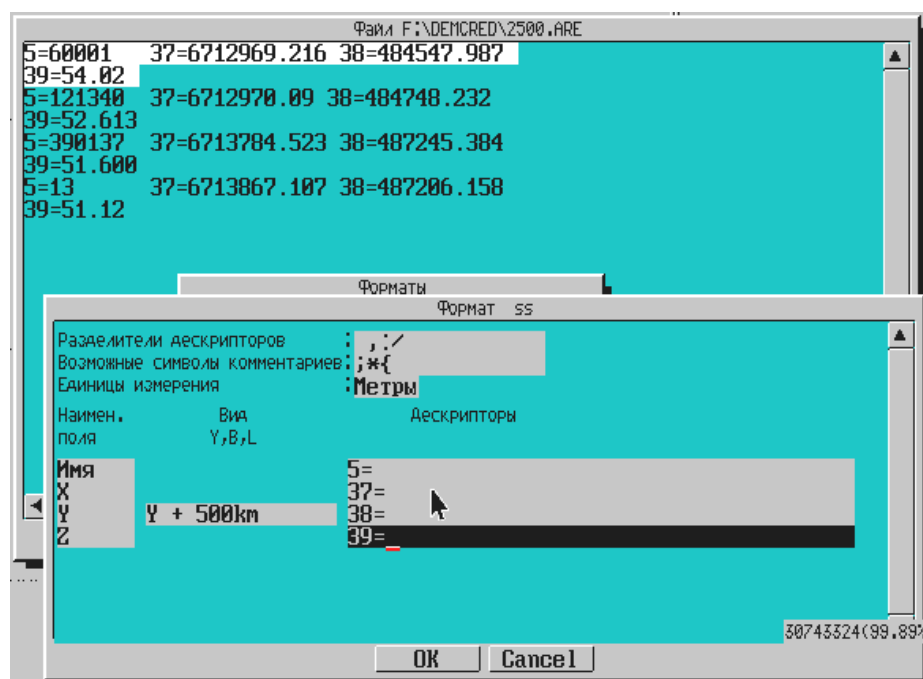 Файл F:\DEMCRED\2500.ARE
5=60001 37=6712969.216 38=484547.987
39=54.02
5=121340 37=6712970.09 38=484748.232
39=52.613
5=390137 37=6713784.523 38=487245.384
39=51.600
5=13 37=6713867.107 38=487206.158
39=51.12
Форматы
Формат ss
Разделители дескрипторов : ,:/
Возможные символы комментариев:;*{
Единицы измерения :Метры
Наимен. Вид Дескрипторы
поля Y,B,L
Имя 5=
X 37=
Y Y + 500km 38=
Z 39=_
30743324(99.89%
OK Cancel